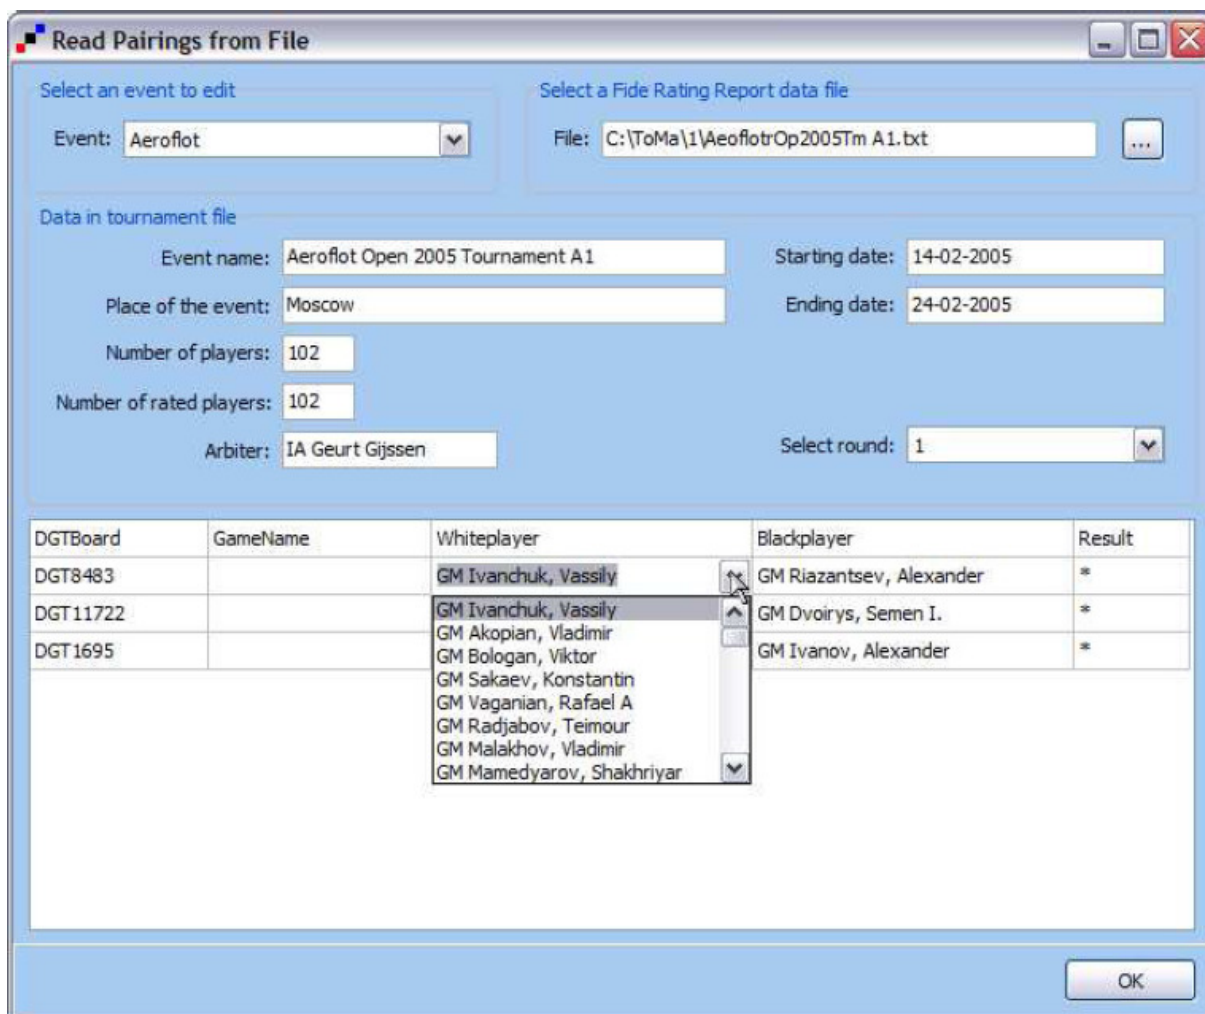 Read Pairings from File
Select an event to edit
Select a Fide Rating Report data file
Event: Aeroflot
File: C:\ToMa\1\AeoflotrOp2005Tm A1.txt ...
Data in tournament file
Event name: Aeroflot Open 2005 Tournament A1
Starting date: 14-02-2005
Place of the event: Moscow
Ending date: 24-02-2005
Number of players: 102
Number of rated players: 102
Arbiter: IA Geurt Gijssen
Select round: 1
DGTBoard GameName Whiteplayer Blackplayer Result
DGT8483 GM Ivanchuk, Vassily GM Riazantsev, Alexander *
DGT11722 GM Dvoirys, Semen I. *
DGT1695 GM Ivanov, Alexander *
GM Ivanchuk, Vassily
GM Akopian, Vladimir
GM Bologan, Viktor
GM Sakaev, Konstantin
GM Vaganian, Rafael A
GM Radjabov, Teimour
GM Malakhov, Vladimir
GM Mamedyarov, Shakhriyar
OK